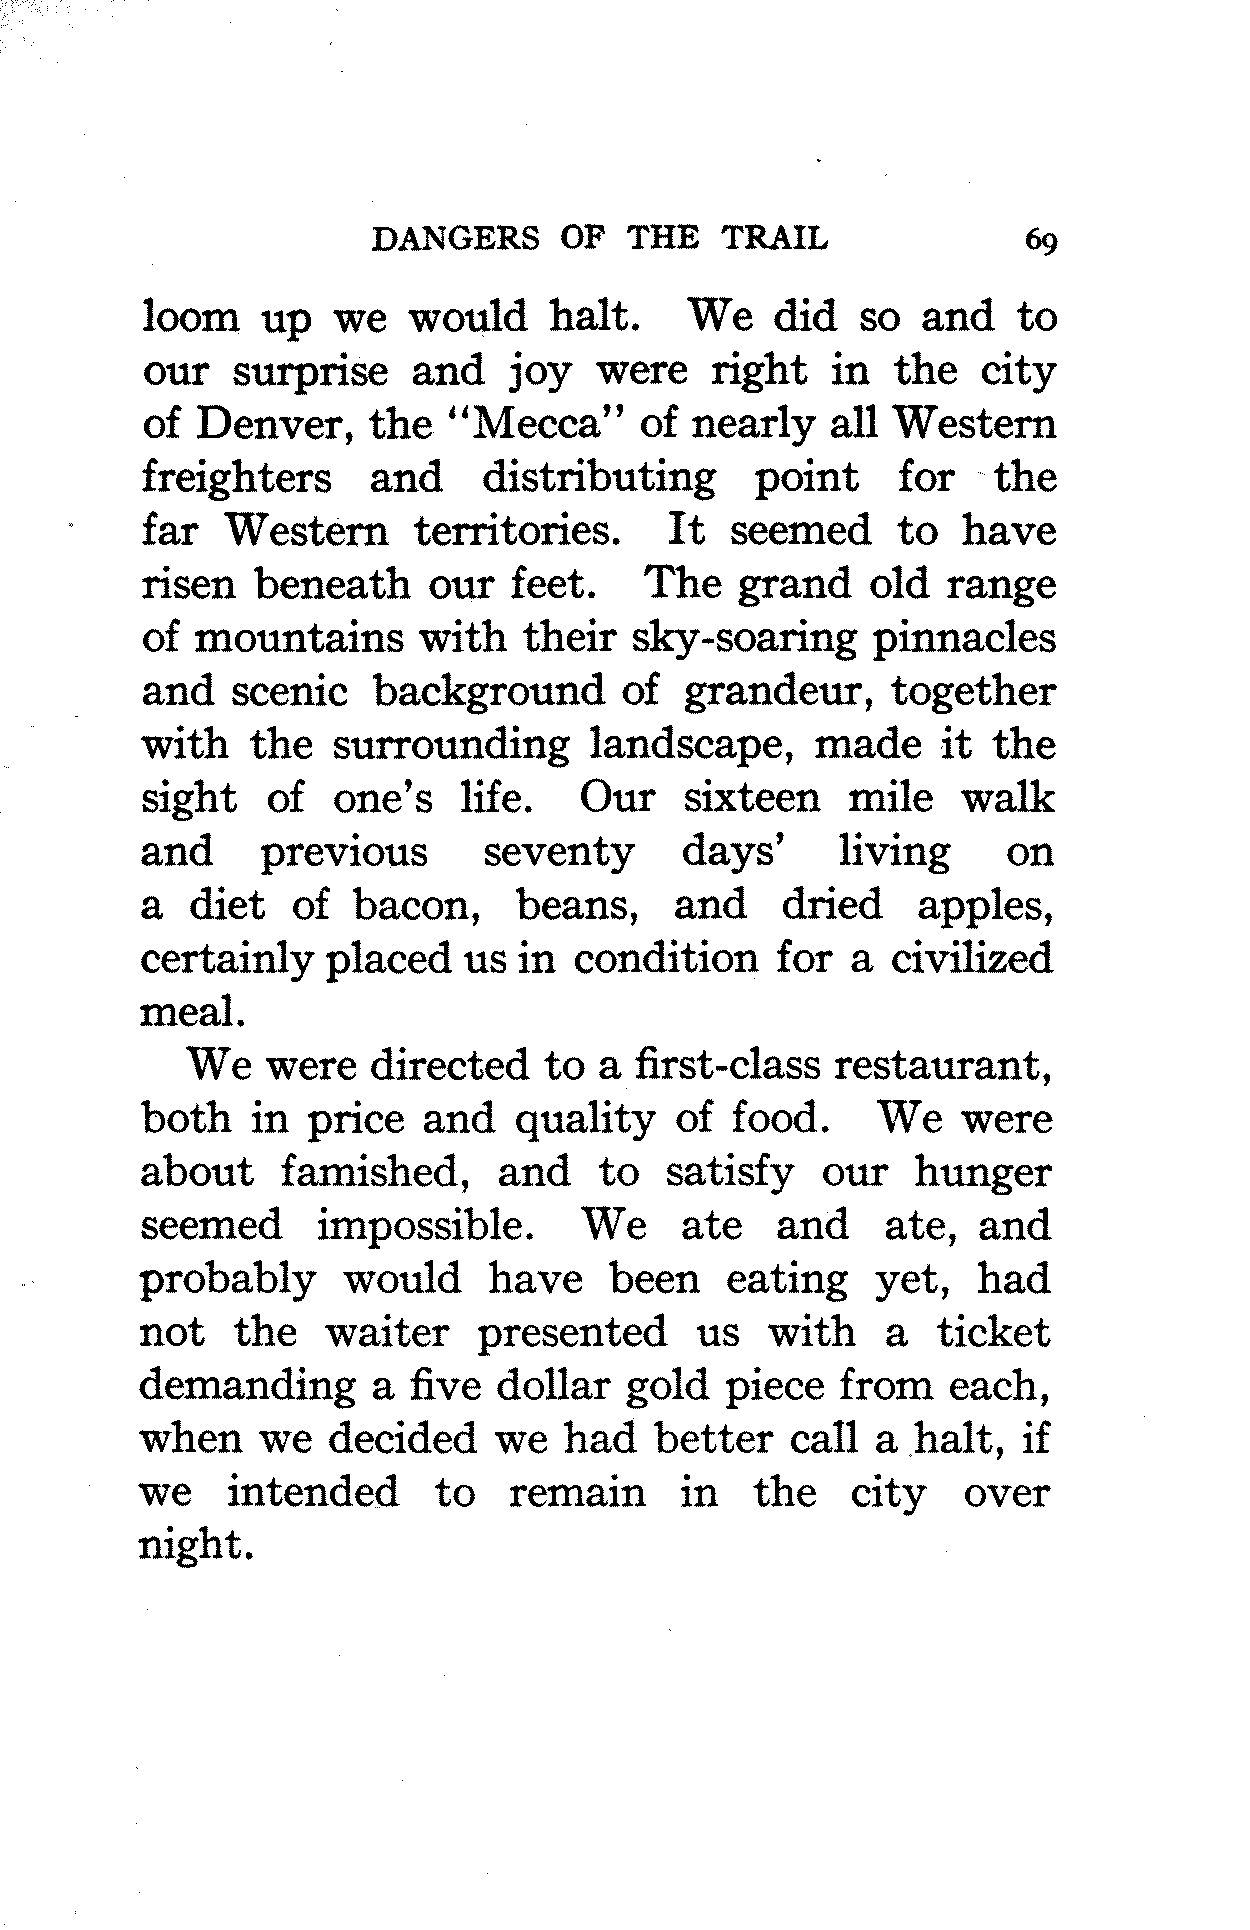 DANGERS OF THE TRAIL 69
loom up we would halt. We did so and to
our surprise and joy were right in the city
of Denver, the “Mecca” of nearly all Western
freighters and distributing point for the
far Western territories. It seemed to have
risen beneath our feet. The grand old range
of mountains with their sky-soaring pinnacles
and scenic background of grandeur, together
with the surrounding landscape, made it the
sight of one's life. Our sixteen mile walk
and previous seventy days' living on
a diet of bacon, beans, and dried apples,
certainly placed us in condition for a civilized
meal.
We were directed to a first-class restaurant,
both in price and quality of food. We were
about famished, and to satisfy our hunger
seemed impossible. We ate and ate, and
probably would have been eating yet, had
not the waiter presented us with a ticket
demanding a five dollar gold piece from each,
when we decided we had better call a halt, if
we intended to remain in the city over
night.